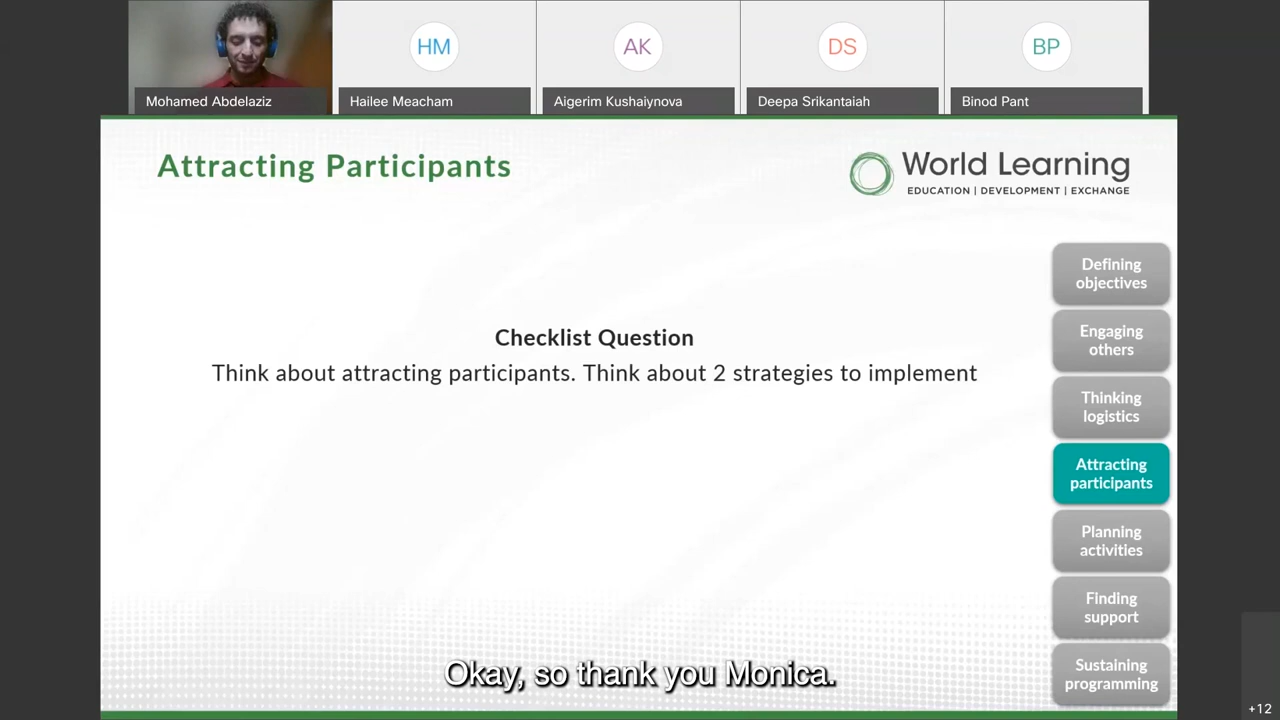 HM
AK
DS
BP
Mohamed Abdelaziz
Hailee Meacham
Aigerim Kushaiynova
Deepa Srikantaiah
Binod Pant
Attracting Participants
World Learning
EDUCATION | DEVELOPMENT | EXCHANGE
Checklist Question
Think about attracting participants. Think about 2 strategies to implement
Defining
objectives
Engaging
others
Thinking
logistics
Attracting
participants
Planning
activities
Finding
support
Sustaining
programming
Okay, so thank you Monica.
+12